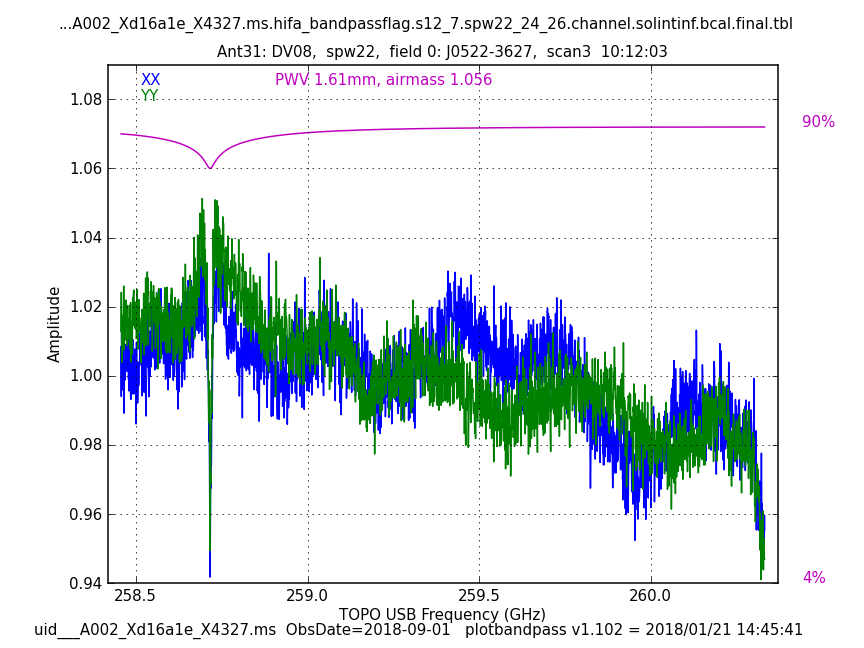 ...A002_Xd16a1e_X4327.ms.hifa_bandpassflag.s12_7.spw22_24_26.channel.solintinf.bcal.final.tbl
Ant31: DV08, spw22, field 0: J0522-3627, scan3 10:12:03
XX
YY
PWV 1.61mm, airmass 1.056
90%
4%
1.08
1.06
1.04
1.02
1.00
0.98
0.96
0.94
Amplitude
258.5 259.0 259.5 260.0
TOPO USB Frequency (GHz)
uid___A002_Xd16a1e_X4327.ms ObsDate=2018-09-01 plotbandpass v1.102 = 2018/01/21 14:45:41